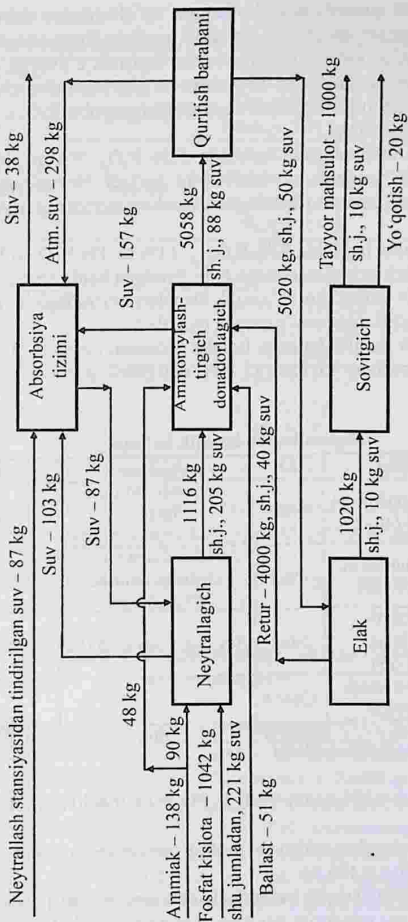 Neytrallash stansiyasidan tindirilgan suv – 87 kg
Suv – 38 kg
Absorbsiya
tizimi
Atm. suv – 298 kg
Suv – 103 kg
Suv – 87 kg
Suv – 157 kg
48 kg
Ammiak – 138 kg
90 kg
Fosfat kislota – 1042 kg
shu jumladan, 221 kg suv
Ballast – 51 kg
Neytrallagich
1116 kg
sh.j., 205 kg suv
Ammoniylash-
tirgich
donadorlagich
5058 kg
sh. j., 88 kg suv
Quritish barabani
Retur – 4000 kg, sh.j., 40 kg suv
5020 kg, sh.j., 50 kg suv
Elak
1020 kg
sh.j., 10 kg suv
Sovitgich
Tayyor mahsulot – 1000 kg
sh.j., 10 kg suv
Yo‘qotish – 20 kg